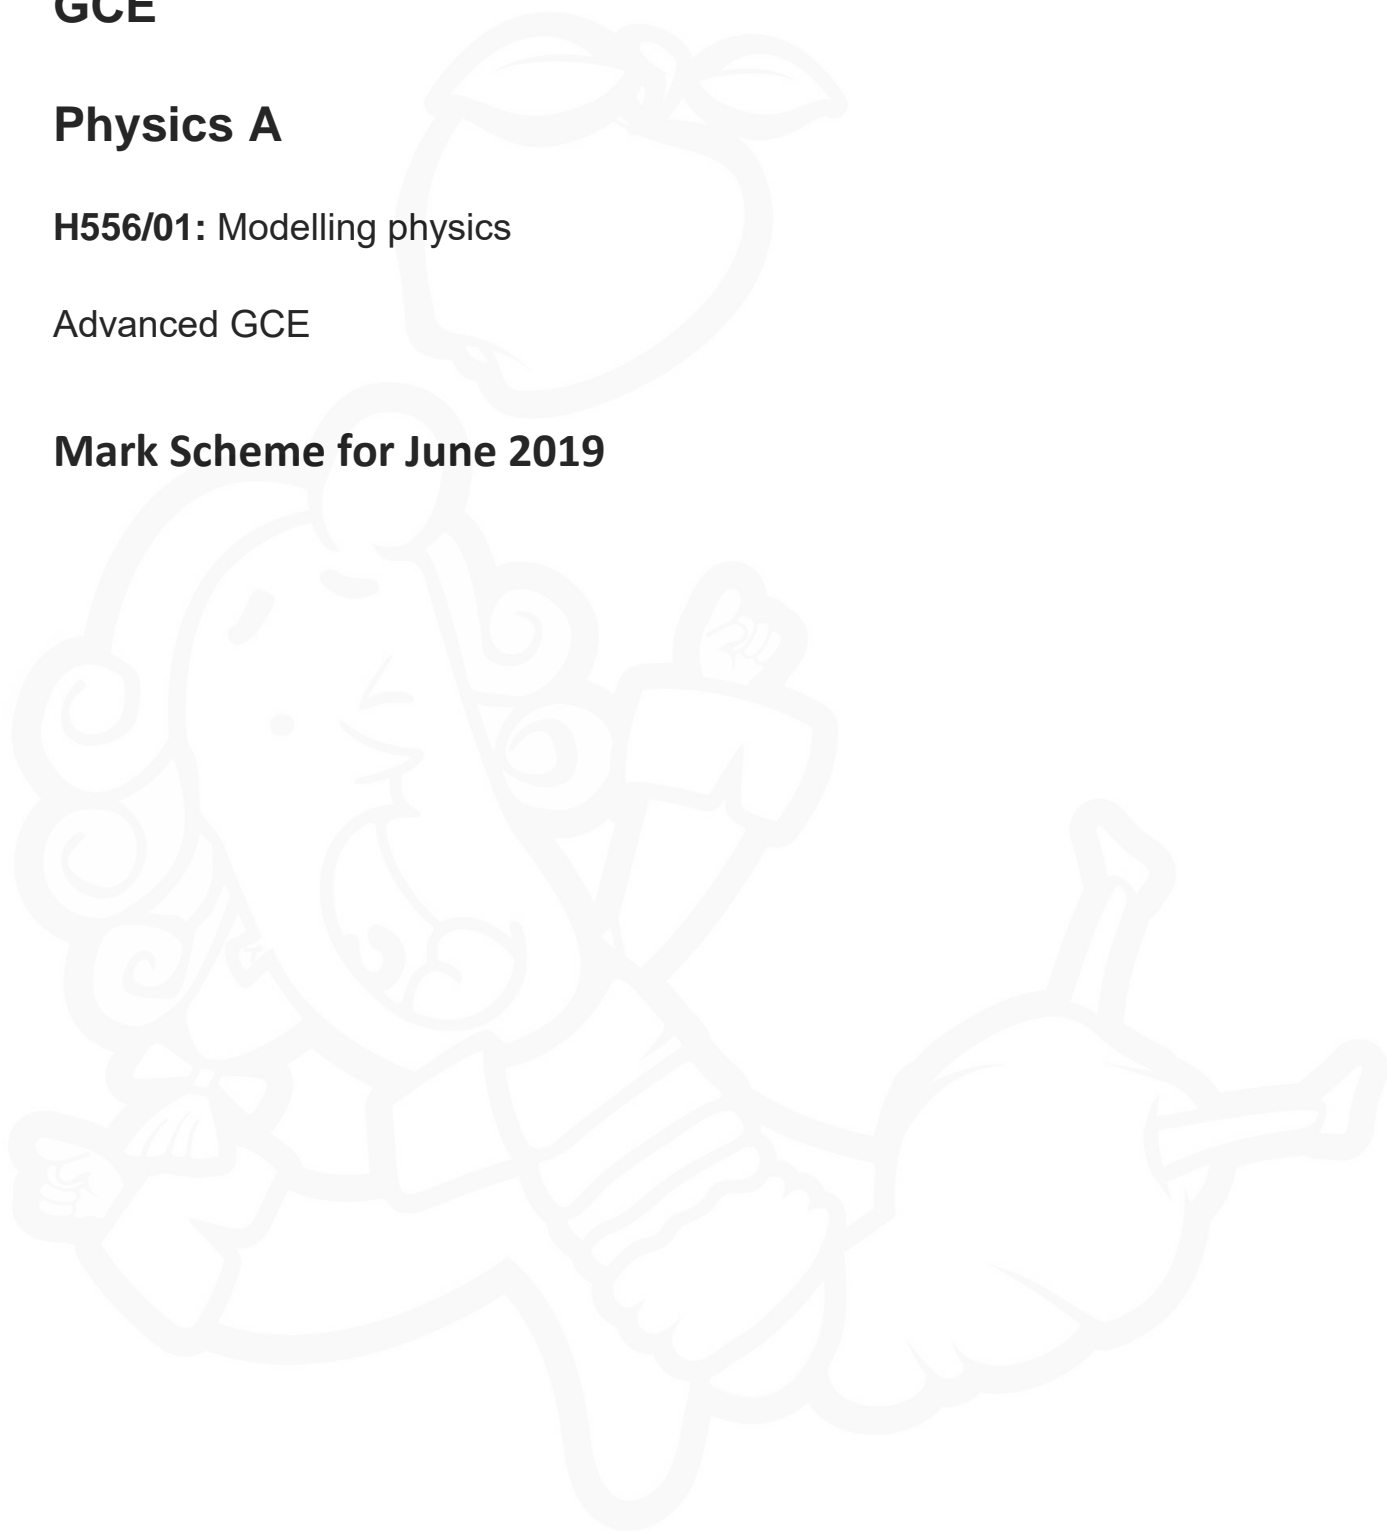 GCE
Physics A
H556/01: Modelling physics
Advanced GCE
Mark Scheme for June 2019